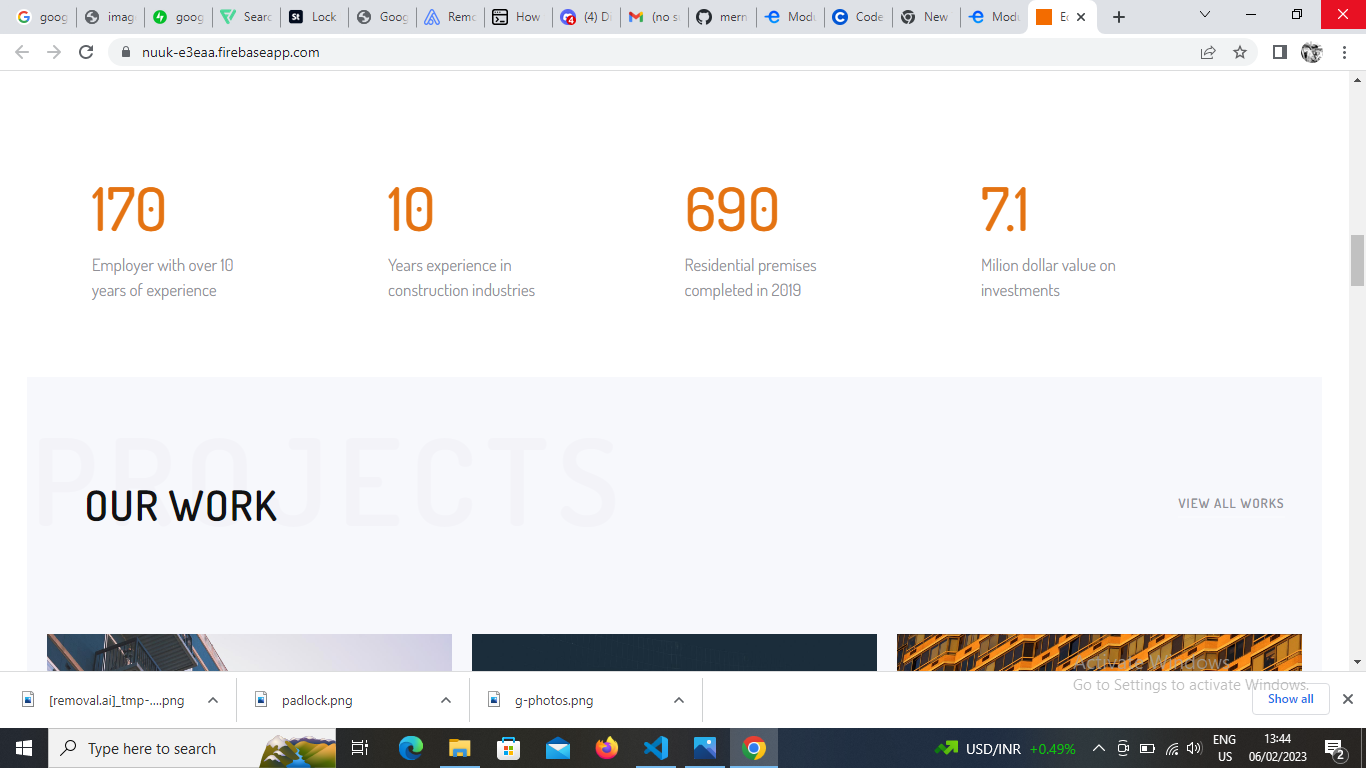 goog
imag
goog
Searc
Lock
Goog
Remo
How
(4) Di
(no su
mern
Modu
Code
New
Modu
Ec
nuuk-e3eaa.firebaseapp.com
170
Employer with over 10
years of experience
10
Years experience in
construction industries
690
Residential premises
completed in 2019
7.1
Milion dollar value on
investments
PROJECTS
OUR WORK
VIEW ALL WORKS
Activate Windows
Go to Settings to activate Windows.
[removal.ai]_tmp-....png
padlock.png
g-photos.png
Show all
Type here to search
USD/INR +0.49%
ENG
US
13:44
06/02/2023
2